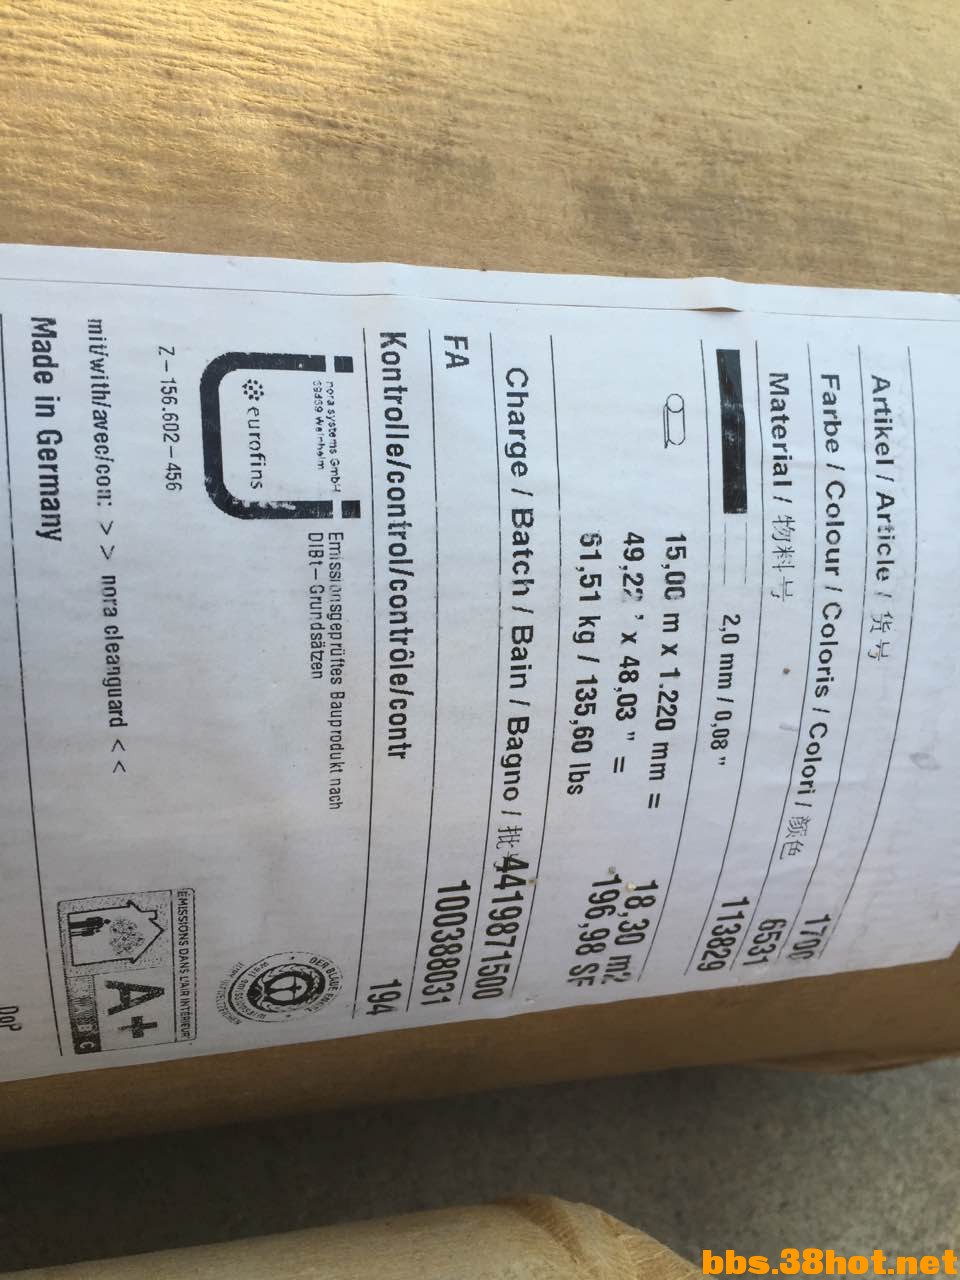 Artikel / Article / 货号 1700
Farbe / Colour / Coloris / Colori / 颜色 6531
Material / 物料号 113829
2,0 mm / 0,08 "
15,00 m x 1.220 mm = 18,30 m2
49,22 ' x 48,03 " = 196,98 SF
61,51 kg / 135,60 lbs
Charge / Batch / Bain / Bagno / 批 4419871500
FA 100388031
Kontrolle/control/contrôle/contr 194
nora systems GmbH
69469 Weinheim
eurofins
Emissionsgeprüftes Bauprodukt nach
DIBt-Grundsätzen
Z-156.602-456
DER BLAUE
ÉMISSIONS DANS L'AIR INTÉRIEUR
A+
mit/with/avec/con: > > nora cleanguard < <
Made in Germany
bbs.38hot.net